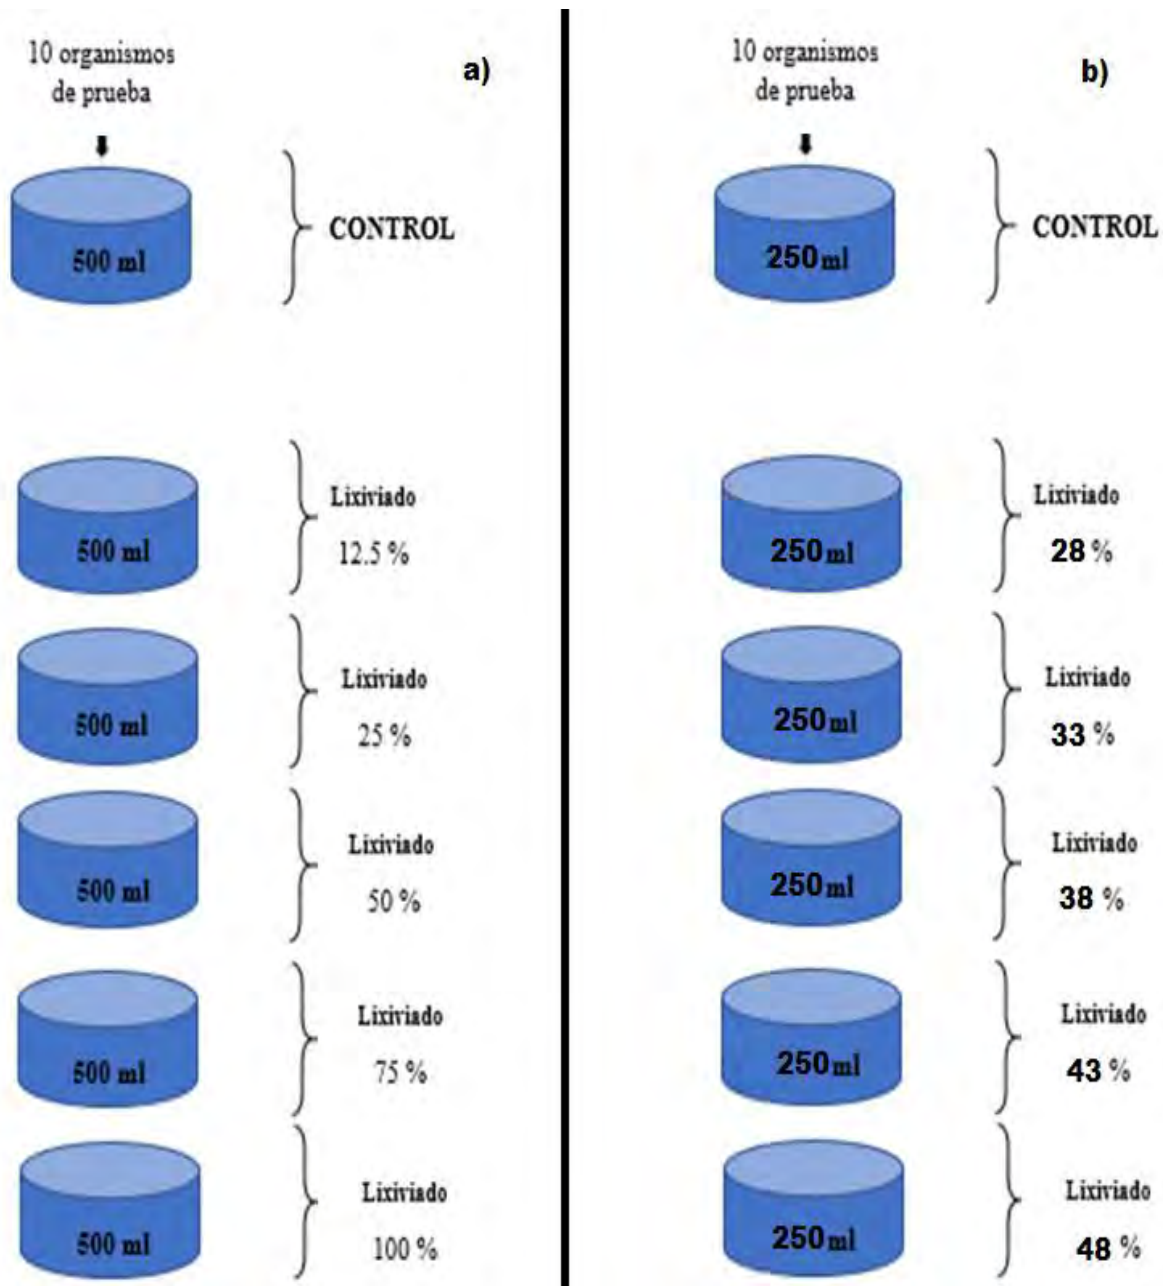 10 organismos
de prueba
a)
500 ml
CONTROL
500 ml
Lixiviado
12.5 %
500 ml
Lixiviado
25 %
500 ml
Lixiviado
50 %
500 ml
Lixiviado
75 %
500 ml
Lixiviado
100 %
10 organismos
de prueba
b)
250 ml
CONTROL
250 ml
Lixiviado
28 %
250 ml
Lixiviado
33 %
250 ml
Lixiviado
38 %
250 ml
Lixiviado
43 %
250 ml
Lixiviado
48 %